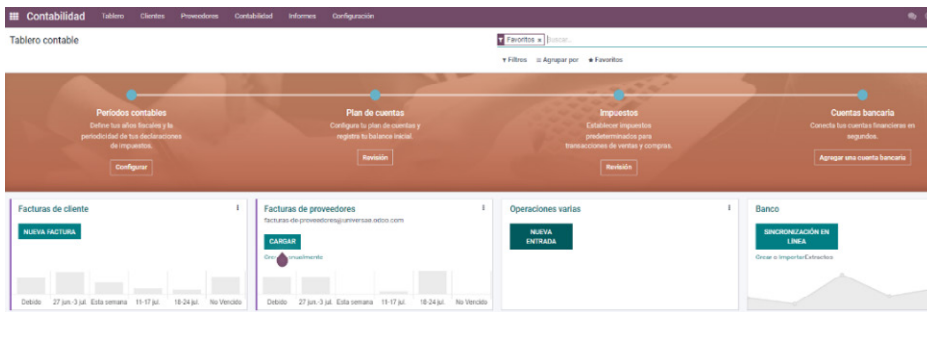 Contabilidad Tablero Clientes Proveedores Contabilidad Informes Configuración
Tablero contable
Favoritos × Buscar...
Filtros Agrupar por Favoritos
Períodos contables
Define tus años fiscales y la
periodicidad de tus declaraciones
de impuestos.
Configurar
Plan de cuentas
Configura tu plan de cuentas y
registra tu balance inicial.
Revisión
Impuestos
Establecer impuestos
predeterminados para
transacciones de ventas y compras.
Revisión
Cuentas bancaria
Conecta tus cuentas financieras en
segundos.
Agregar una cuenta bancaria
Facturas de cliente
NUEVA FACTURA
Debido 27 jun.-3 jul. Esta semana 11-17 jul. 18-24 jul. No Vencido
Facturas de proveedores
facturas-de-proveedores@universas.odoo.com
CARGAR
Debido 27 jun.-3 jul. Esta semana 11-17 jul. 18-24 jul. No Vencido
Operaciones varias
NUEVA
ENTRADA
Banco
SINCRONIZACIÓN EN
LÍNEA
Crear o ImportarExtractos